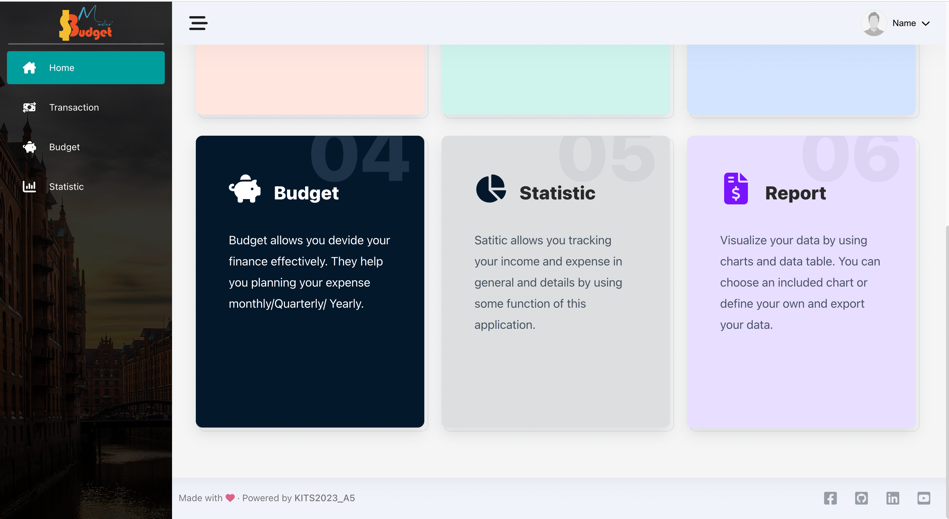 M
Budget
Name
Home
Transaction
Budget
Statistic
04
Budget
Budget allows you devide your
finance effectively. They help
you planning your expense
monthly/Quarterly/ Yearly.
05
Statistic
Satitic allows you tracking
your income and expense in
general and details by using
some function of this
application.
06
Report
Visualize your data by using
charts and data table. You can
choose an included chart or
define your own and export
your data.
Made with ❤ · Powered by KITS2023_A5